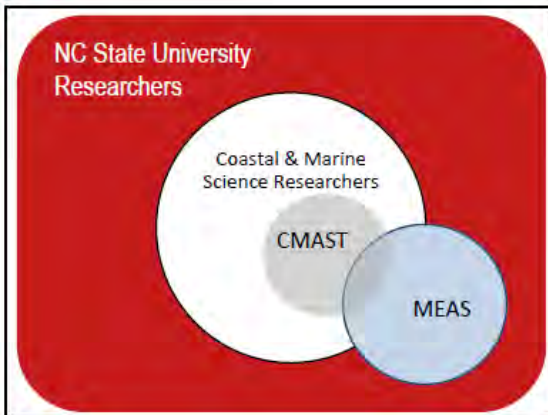 NC State University
Researchers
Coastal & Marine
Science Researchers
CMAST
MEAS